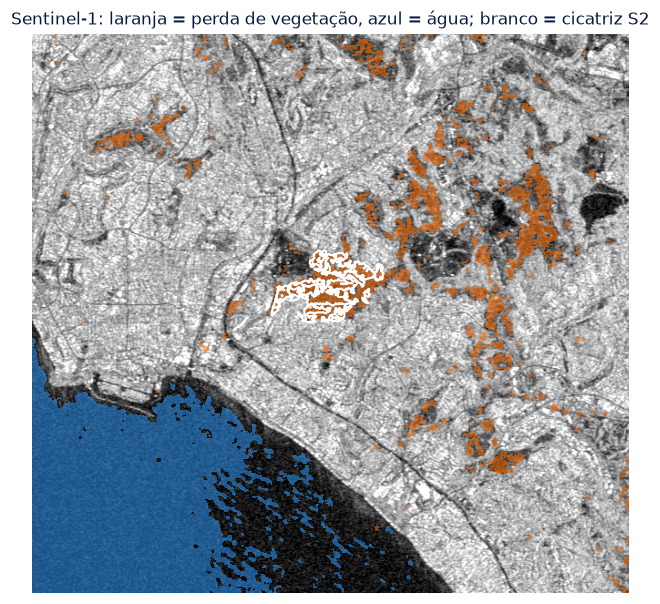 Sentinel-1: laranja = perda de vegetação, azul = água; branco = cicatriz S2